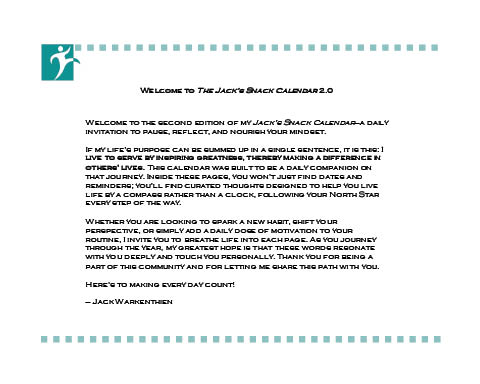 Welcome to The Jack's Snack Calendar 2.0
Welcome to the second edition of my Jack's Snack Calendar—a daily
invitation to pause, reflect, and nourish your mindset.
If my life's purpose can be summed up in a single sentence, it is this: I
live to serve by inspiring greatness, thereby making a difference in
others' lives. This calendar was built to be a daily companion on
that journey. Inside these pages, you won't just find dates and
reminders; you'll find curated thoughts designed to help you live
life by a compass rather than a clock, following your North Star
every step of the way.
Whether you are looking to spark a new habit, shift your
perspective, or simply add a daily dose of motivation to your
routine, I invite you to breathe life into each page. As you journey
through the year, my greatest hope is that these words resonate
with you deeply and touch you personally. Thank you for being a
part of this community and for letting me share this path with you.
Here's to making every day count!
— Jack Warkenthien